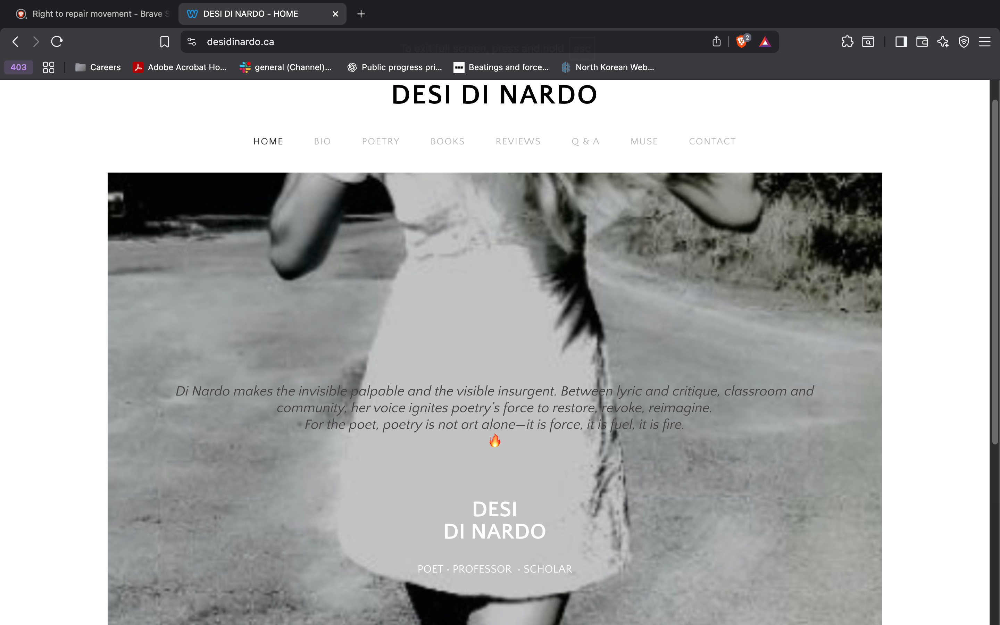 Right to repair movement - Brave S
DESI DI NARDO - HOME
desidinardo.ca
2
To exit full screen, press and hold esc
403
Careers
Adobe Acrobat Ho...
general (Channel)...
Public progress pri...
Beatings and force...
North Korean Web...
DESI DI NARDO
HOME BIO POETRY BOOKS REVIEWS Q & A MUSE CONTACT
Di Nardo makes the invisible palpable and the visible insurgent. Between lyric and critique, classroom and
community, her voice ignites poetry’s force to restore, revoke, reimagine.
For the poet, poetry is not art alone—it is force, it is fuel, it is fire.
🔥
DESI
DI NARDO
POET · PROFESSOR · SCHOLAR